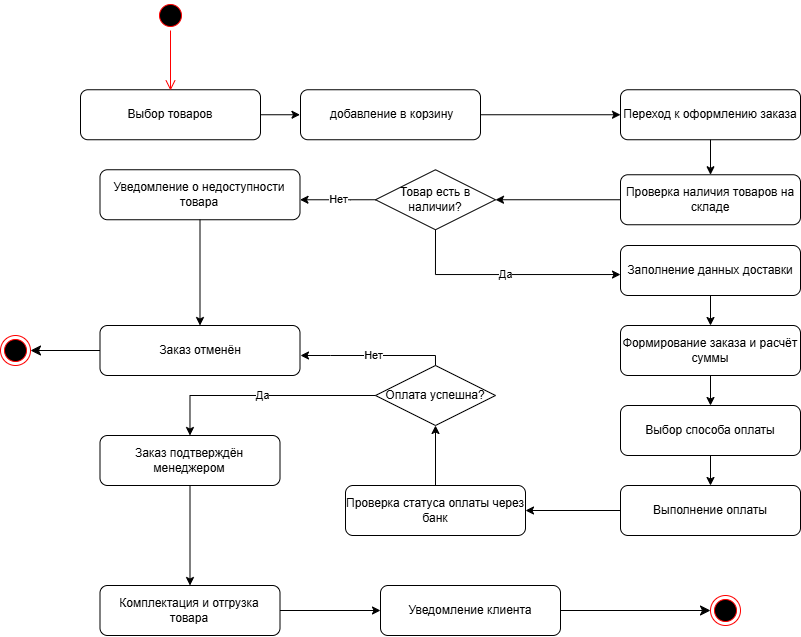 Выбор товаров
добавление в корзину
Переход к оформлению заказа
Уведомление о недоступности
товара
Нет
Товар есть в
наличии?
Проверка наличия товаров на
складе
Да
Заполнение данных доставки
Заказ отменён
Нет
Формирование заказа и расчёт
суммы
Да
Оплата успешна?
Выбор способа оплаты
Заказ подтверждён
менеджером
Проверка статуса оплаты через
банк
Выполнение оплаты
Комплектация и отгрузка
товара
Уведомление клиента